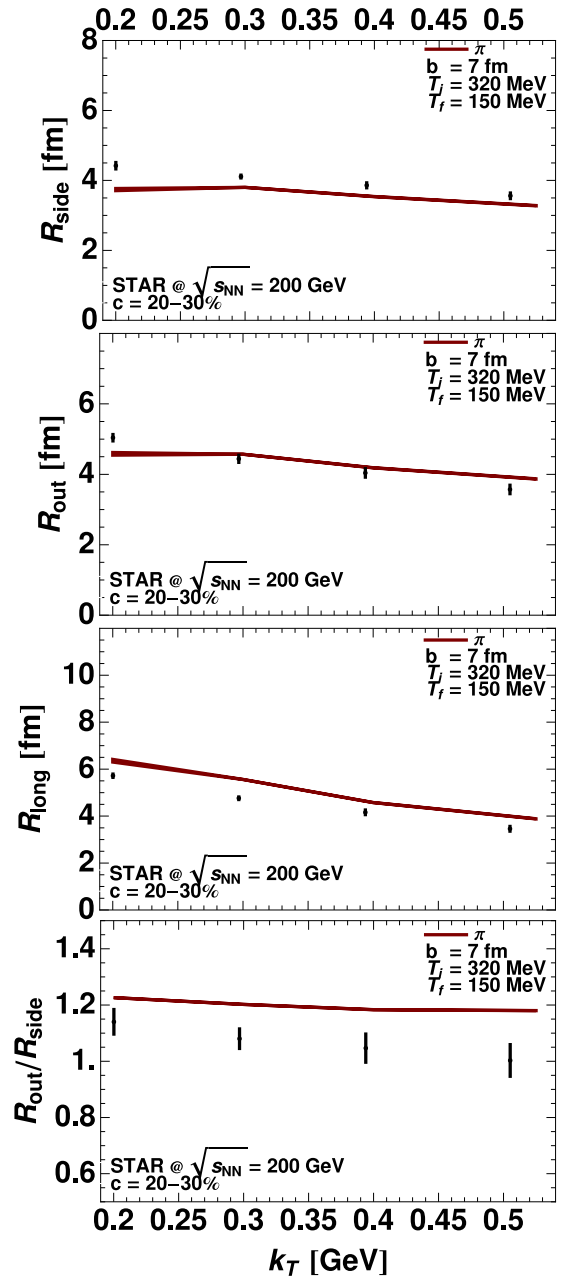 0.2 0.25 0.3 0.35 0.4 0.45 0.5
8
6
4
2
0
R_side [fm]
π
b = 7 fm
T_i = 320 MeV
T_f = 150 MeV
STAR @ √s_NN = 200 GeV
c = 20–30%
6
4
2
0
R_out [fm]
π
b = 7 fm
T_i = 320 MeV
T_f = 150 MeV
STAR @ √s_NN = 200 GeV
c = 20–30%
10
8
6
4
2
0
R_long [fm]
π
b = 7 fm
T_i = 320 MeV
T_f = 150 MeV
STAR @ √s_NN = 200 GeV
c = 20–30%
1.4
1.2
1.
0.8
0.6
R_out/R_side
π
b = 7 fm
T_i = 320 MeV
T_f = 150 MeV
STAR @ √s_NN = 200 GeV
c = 20–30%
0.2 0.25 0.3 0.35 0.4 0.45 0.5
k_T [GeV]